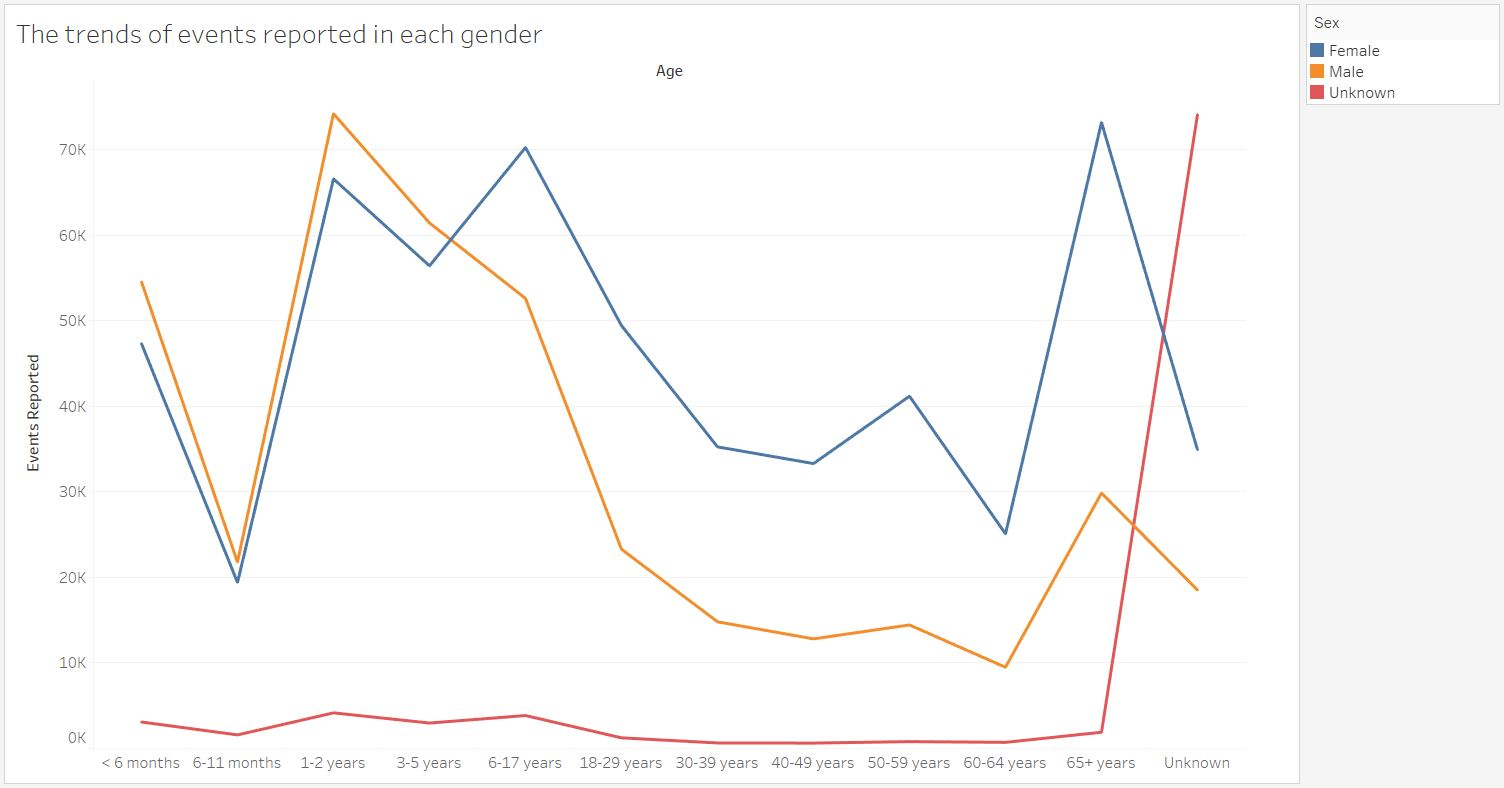 The trends of events reported in each gender
Sex
Female
Male
Unknown
Age
Events Reported
70K
60K
50K
40K
30K
20K
10K
0K
< 6 months 6-11 months 1-2 years 3-5 years 6-17 years 18-29 years 30-39 years 40-49 years 50-59 years 60-64 years 65+ years Unknown